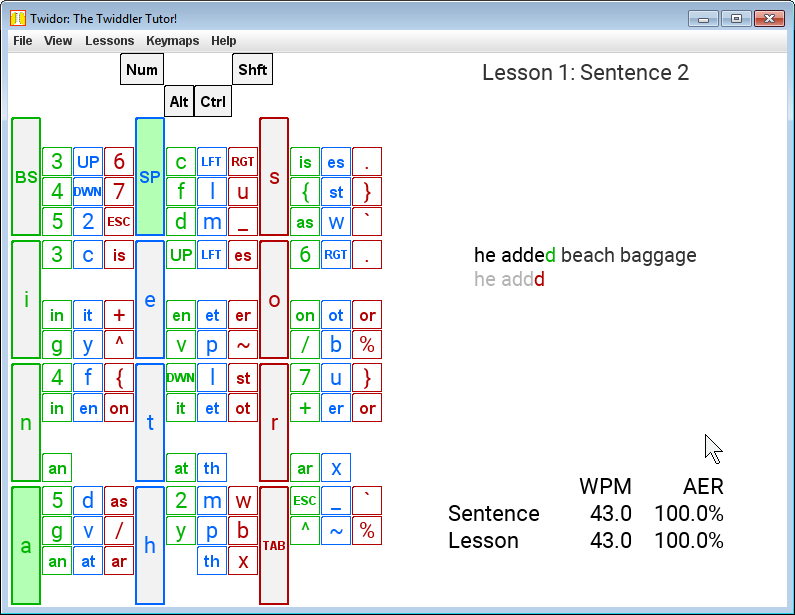 Twidor: The Twiddler Tutor!
File View Lessons Keymaps Help
Num Shft
Alt Ctrl
Lesson 1: Sentence 2
BS SP s
3 UP 6 c LFT RGT is es .
4 DWN 7 f l u { st }
5 2 ESC d m _ as w `
i e o
3 c is UP LFT es 6 RGT .
in it + en et er on ot or
g y ^ v p ~ / b %
n t r
4 f { DWN l st 7 u }
in en on it et ot + er or
an at th ar x
a h TAB
5 d as 2 m w ESC _ `
g v / y p b ^ ~ %
an at ar th x
he added beach baggage
he addd
WPM AER
Sentence 43.0 100.0%
Lesson 43.0 100.0%